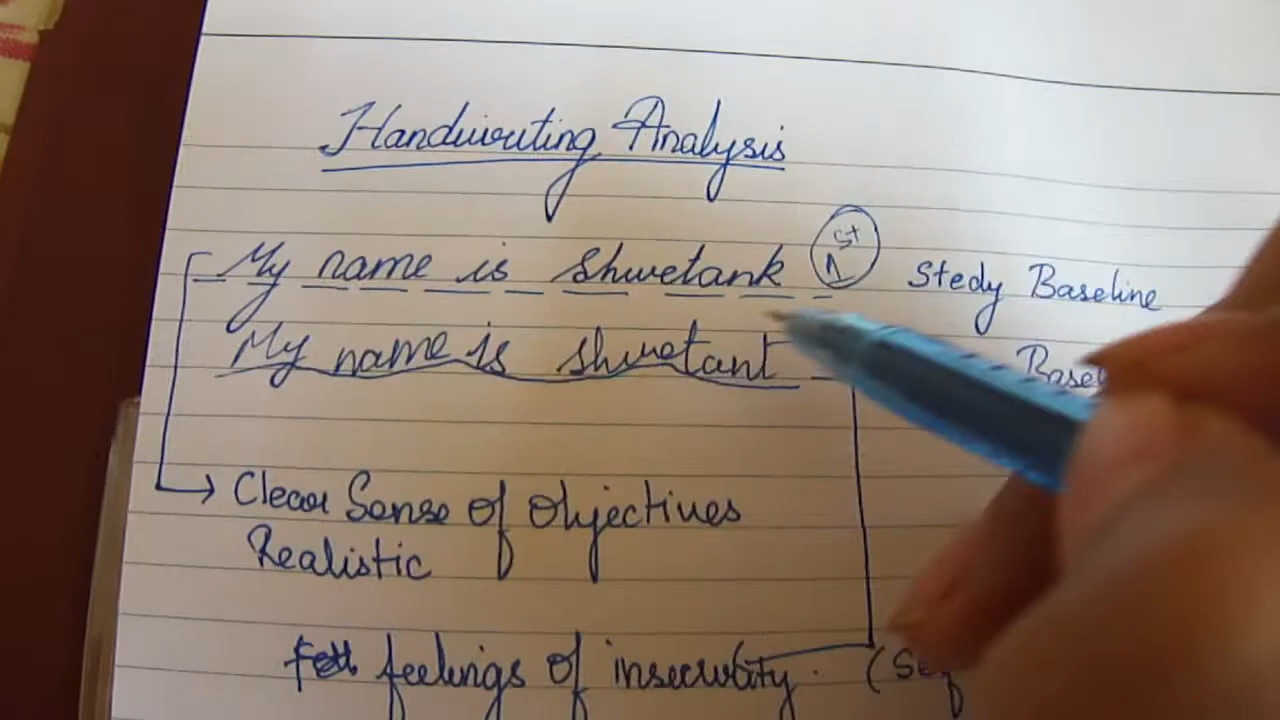 Handwriting Analysis
My name is Shwetank St Stedy Baseline
My name is shwetant
Clear Sense of Objectives
Realistic
feelings of insecurity.